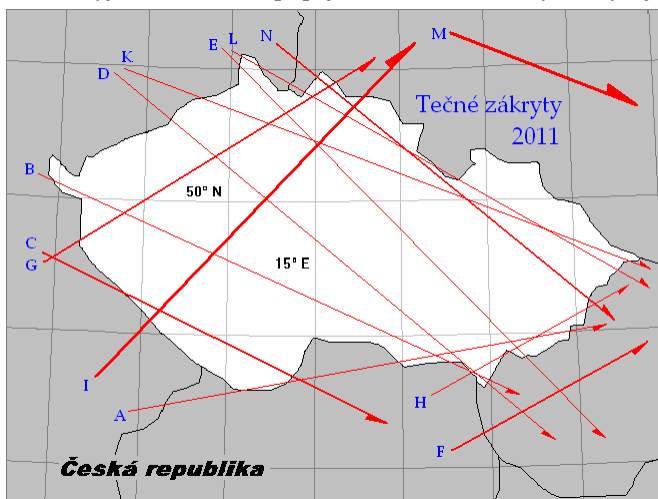 E L N M
K
D
Tečné zákryty
2011
B
50° N
C
15° E
G
I
A
H
F
Česká republika